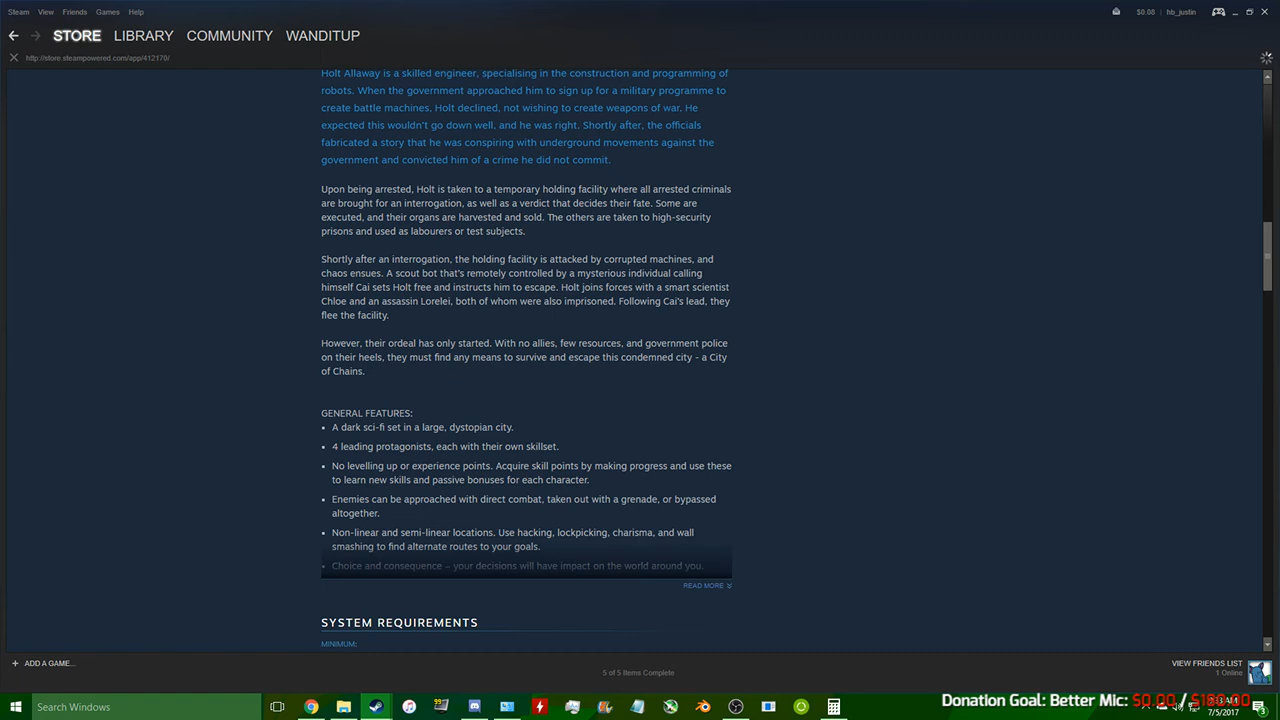 Steam View Friends Games Help
$0.08 hb_justin
STORE LIBRARY COMMUNITY WANDITUP
http://store.steampowered.com/app/412170/
Holt Allaway is a skilled engineer, specialising in the construction and programming of
robots. When the government approached him to sign up for a military programme to
create battle machines, Holt declined, not wishing to create weapons of war. He
expected this wouldn't go down well, and he was right. Shortly after, the officials
fabricated a story that he was conspiring with underground movements against the
government and convicted him of a crime he did not commit.
Upon being arrested, Holt is taken to a temporary holding facility where all arrested criminals
are brought for an interrogation, as well as a verdict that decides their fate. Some are
executed, and their organs are harvested and sold. The others are taken to high-security
prisons and used as labourers or test subjects.
Shortly after an interrogation, the holding facility is attacked by corrupted machines, and
chaos ensues. A scout bot that's remotely controlled by a mysterious individual calling
himself Cai sets Holt free and instructs him to escape. Holt joins forces with a smart scientist
Chloe and an assassin Lorelei, both of whom were also imprisoned. Following Cai's lead, they
flee the facility.
However, their ordeal has only started. With no allies, few resources, and government police
on their heels, they must find any means to survive and escape this condemned city - a City
of Chains.
GENERAL FEATURES:
• A dark sci-fi set in a large, dystopian city.
• 4 leading protagonists, each with their own skillset.
• No levelling up or experience points. Acquire skill points by making progress and use these
to learn new skills and passive bonuses for each character.
• Enemies can be approached with direct combat, taken out with a grenade, or bypassed
altogether.
• Non-linear and semi-linear locations. Use hacking, lockpicking, charisma, and wall
smashing to find alternate routes to your goals.
• Choice and consequence – your decisions will have impact on the world around you.
READ MORE
SYSTEM REQUIREMENTS
MINIMUM:
+ ADD A GAME...
5 of 5 Items Complete
VIEW FRIENDS LIST
1 Online
Search Windows
Donation Goal: Better Mic: $0.00 / $180.00
7/5/2017